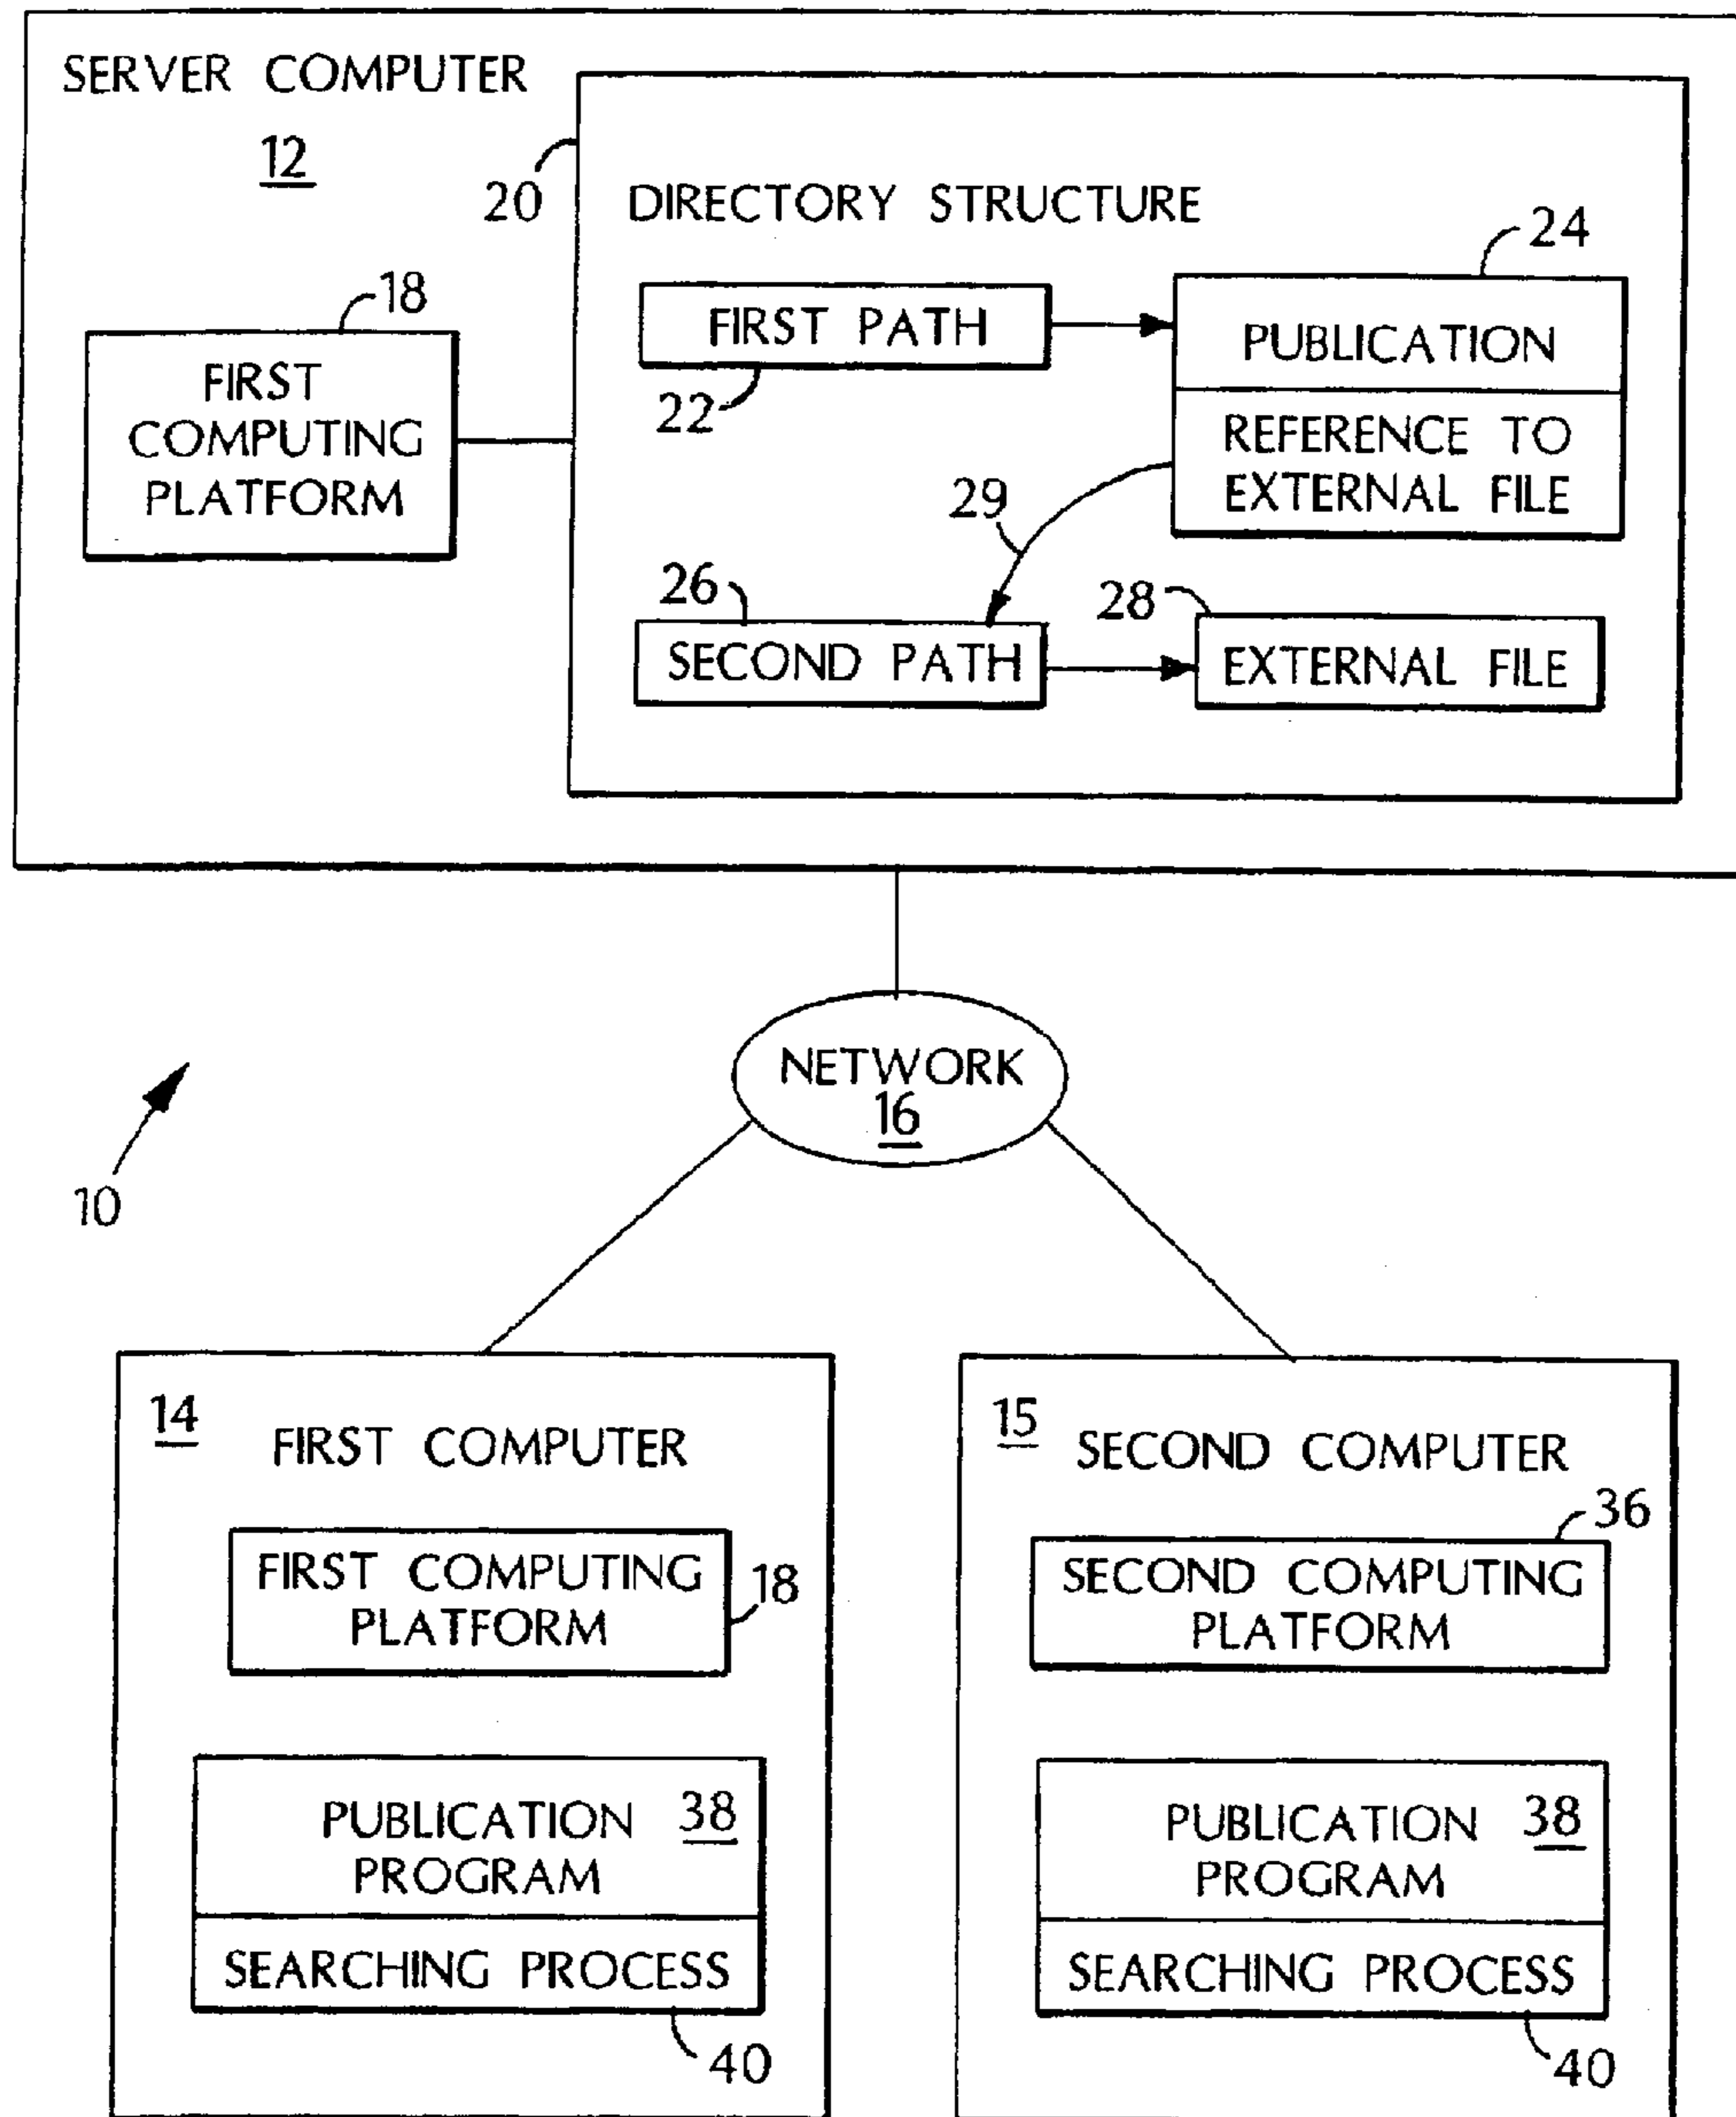 SERVER COMPUTER
12
20
DIRECTORY STRUCTURE
24
18
FIRST
COMPUTING
PLATFORM
FIRST PATH
22
PUBLICATION
REFERENCE TO
EXTERNAL FILE
29
26
SECOND PATH
28
EXTERNAL FILE
NETWORK
16
10
14
FIRST COMPUTER
FIRST COMPUTING
PLATFORM
18
PUBLICATION
PROGRAM
38
SEARCHING PROCESS
40
15
SECOND COMPUTER
36
SECOND COMPUTING
PLATFORM
PUBLICATION
PROGRAM
38
SEARCHING PROCESS
40